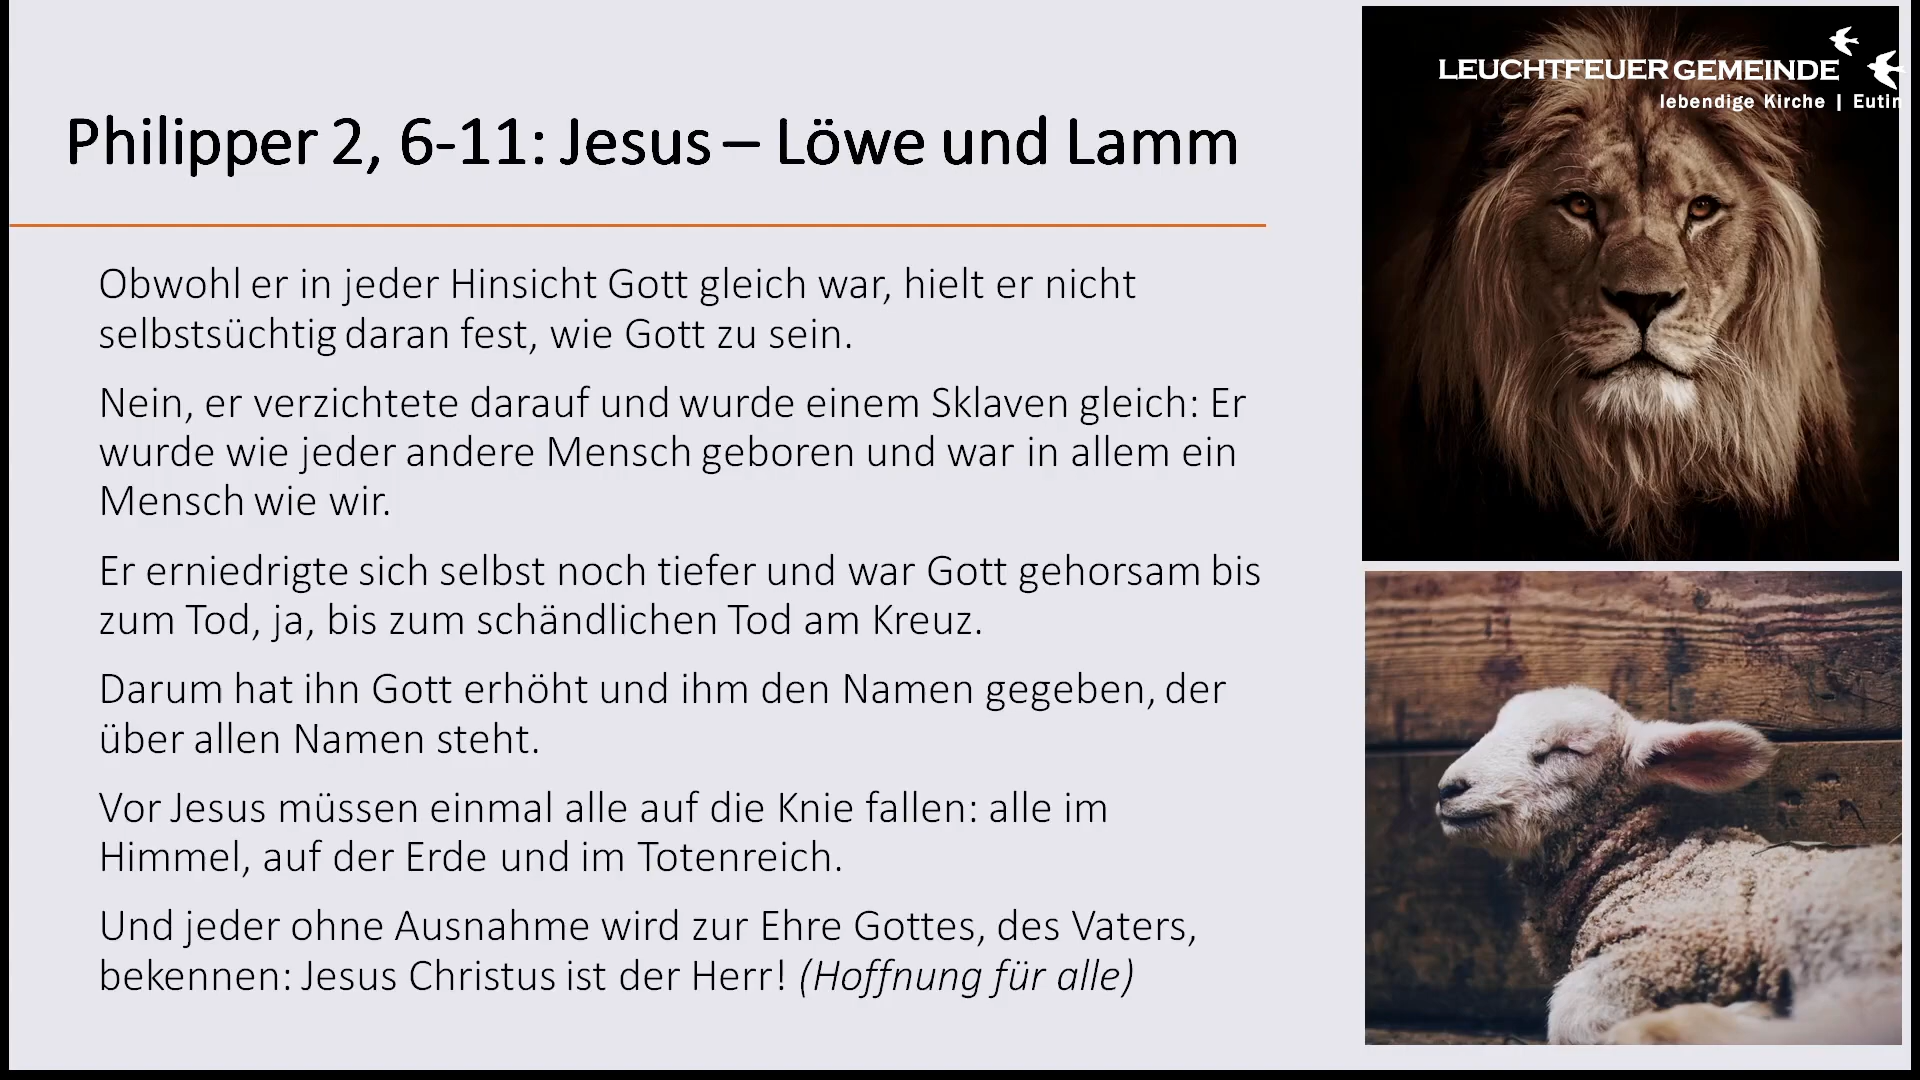 LEUCHTFEUER GEMEINDE
lebendige Kirche | Eutin
Philipper 2, 6-11: Jesus – Löwe und Lamm
Obwohl er in jeder Hinsicht Gott gleich war, hielt er nicht
selbstsüchtig daran fest, wie Gott zu sein.
Nein, er verzichtete darauf und wurde einem Sklaven gleich: Er
wurde wie jeder andere Mensch geboren und war in allem ein
Mensch wie wir.
Er erniedrigte sich selbst noch tiefer und war Gott gehorsam bis
zum Tod, ja, bis zum schändlichen Tod am Kreuz.
Darum hat ihn Gott erhöht und ihm den Namen gegeben, der
über allen Namen steht.
Vor Jesus müssen einmal alle auf die Knie fallen: alle im
Himmel, auf der Erde und im Totenreich.
Und jeder ohne Ausnahme wird zur Ehre Gottes, des Vaters,
bekennen: Jesus Christus ist der Herr! (Hoffnung für alle)